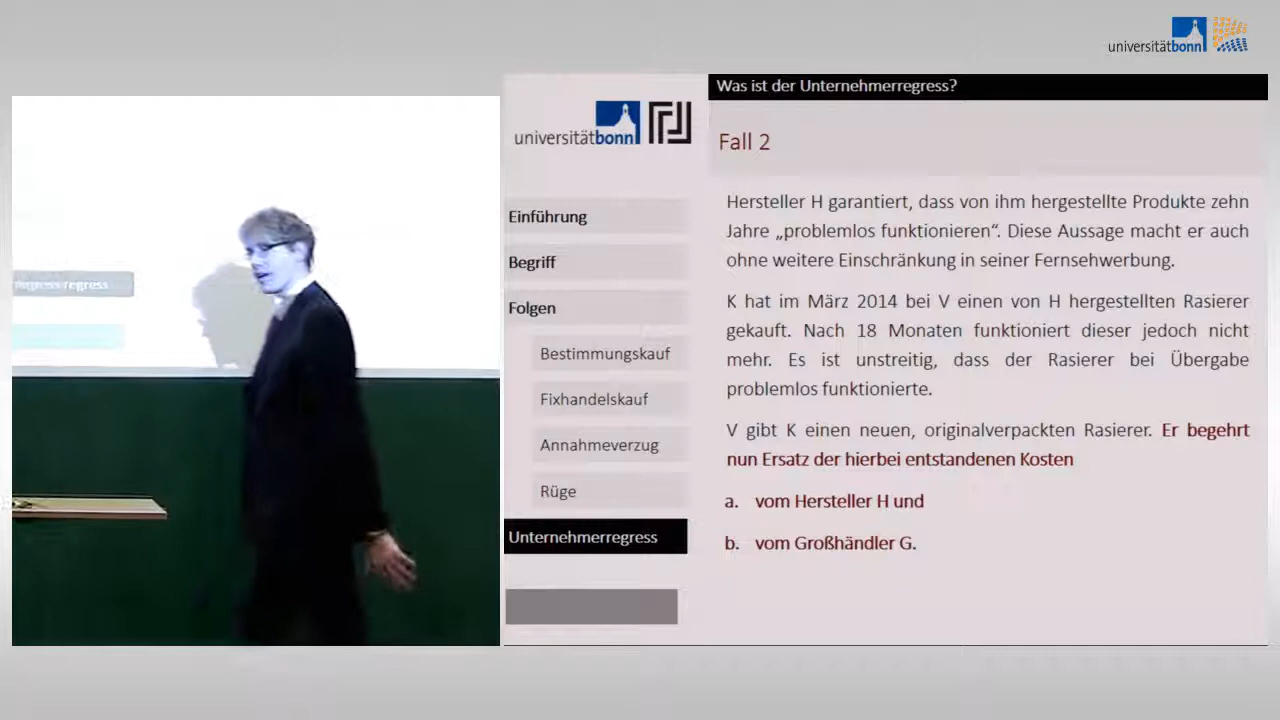 universitätbonn
Was ist der Unternehmerregress?
universitätbonn
Fall 2
Hersteller H garantiert, dass von ihm hergestellte Produkte zehn
Jahre „problemlos funktionieren“. Diese Aussage macht er auch
ohne weitere Einschränkung in seiner Fernsehwerbung.
K hat im März 2014 bei V einen von H hergestellten Rasierer
gekauft. Nach 18 Monaten funktioniert dieser jedoch nicht
mehr. Es ist unstreitig, dass der Rasierer bei Übergabe
problemlos funktionierte.
V gibt K einen neuen, originalverpackten Rasierer. Er begehrt
nun Ersatz der hierbei entstandenen Kosten
a. vom Hersteller H und
b. vom Großhändler G.
Einführung
Begriff
Folgen
Bestimmungskauf
Fixhandelskauf
Annahmeverzug
Rüge
Unternehmerregress